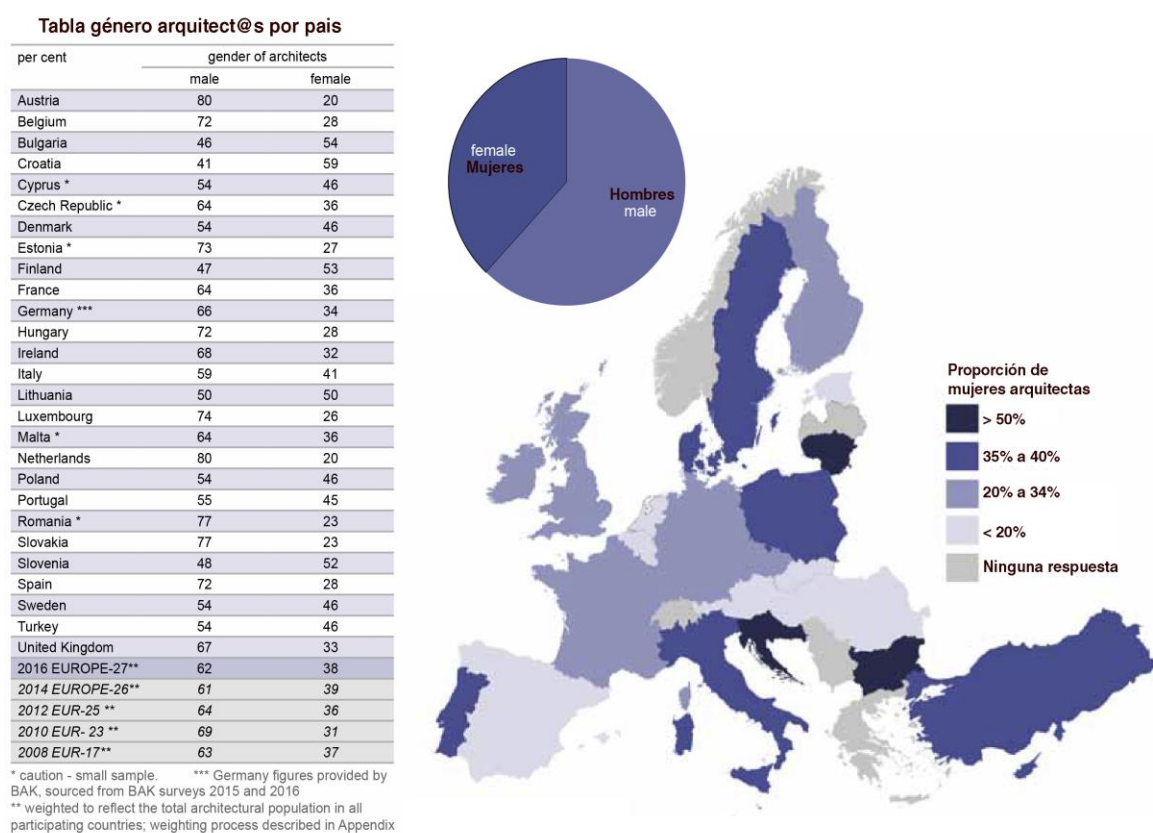 Tabla género arquitect@s por pais
per cent gender of architects
male female
Austria 80 20
Belgium 72 28
Bulgaria 46 54
Croatia 41 59
Cyprus * 54 46
Czech Republic * 64 36
Denmark 54 46
Estonia * 73 27
Finland 47 53
France 64 36
Germany *** 66 34
Hungary 72 28
Ireland 68 32
Italy 59 41
Lithuania 50 50
Luxembourg 74 26
Malta * 64 36
Netherlands 80 20
Poland 54 46
Portugal 55 45
Romania * 77 23
Slovakia 77 23
Slovenia 48 52
Spain 72 28
Sweden 54 46
Turkey 54 46
United Kingdom 67 33
2016 EUROPE-27** 62 38
2014 EUROPE-26** 61 39
2012 EUR-25 ** 64 36
2010 EUR- 23 ** 69 31
2008 EUR-17** 63 37
* caution - small sample. *** Germany figures provided by
BAK, sourced from BAK surveys 2015 and 2016
** weighted to reflect the total architectural population in all
participating countries; weighting process described in Appendix
female
Mujeres
Hombres
male
Proporción de
mujeres arquitectas
> 50%
35% a 40%
20% a 34%
< 20%
Ninguna respuesta